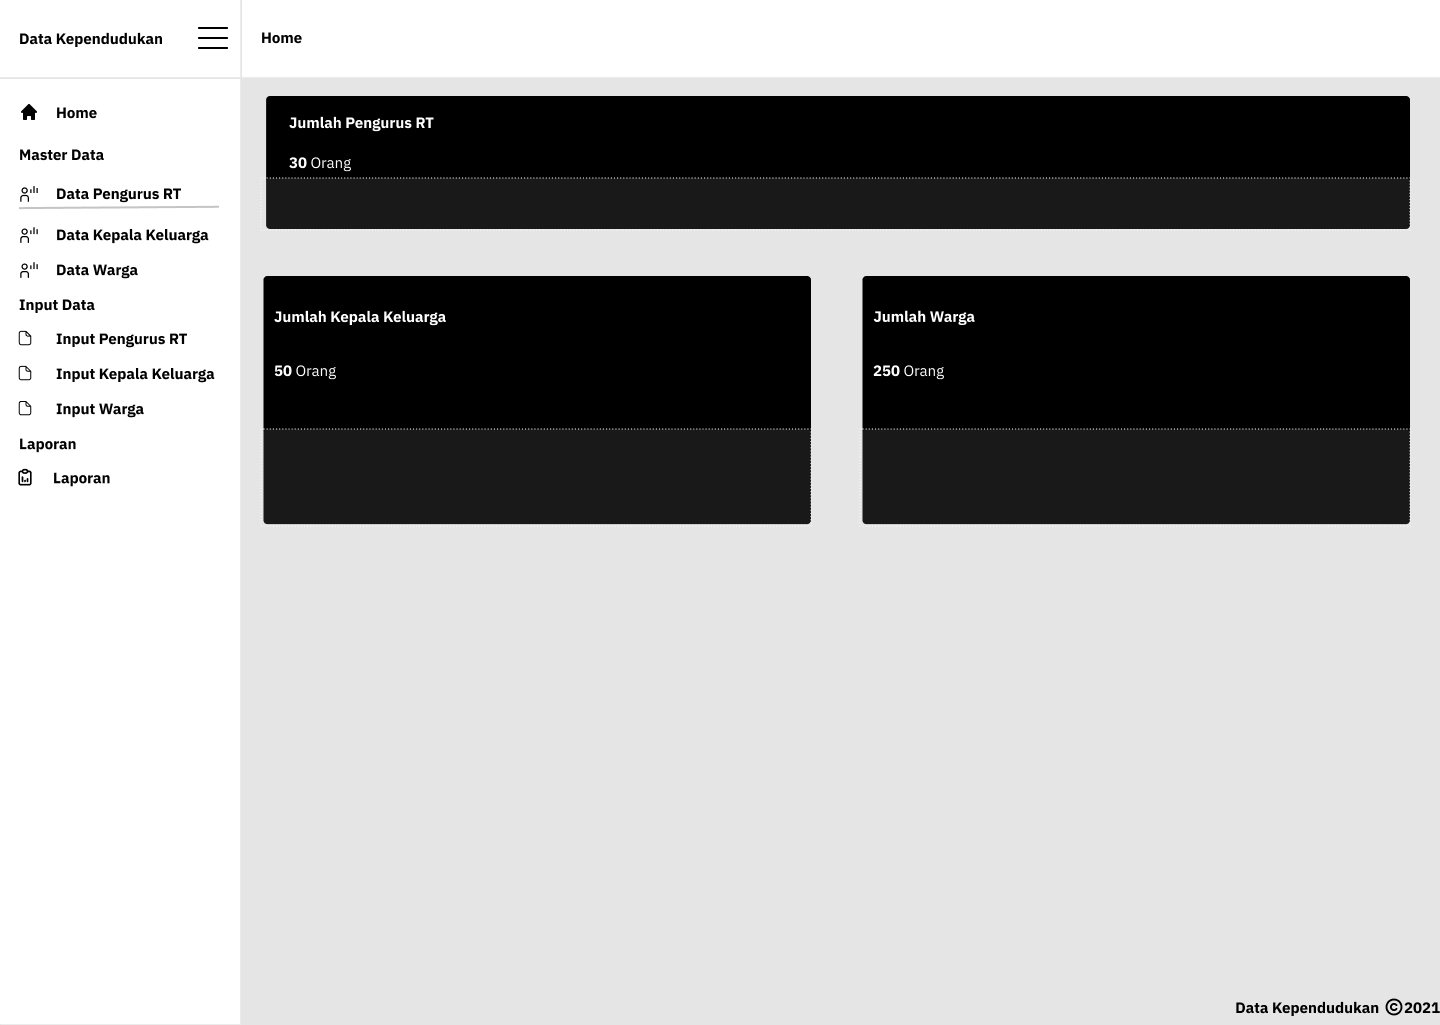 Data Kependudukan
Home
Home
Master Data
Data Pengurus RT
Data Kepala Keluarga
Data Warga
Input Data
Input Pengurus RT
Input Kepala Keluarga
Input Warga
Laporan
Laporan
Jumlah Pengurus RT
30 Orang
Jumlah Kepala Keluarga
50 Orang
Jumlah Warga
250 Orang
Data Kependudukan ©2021